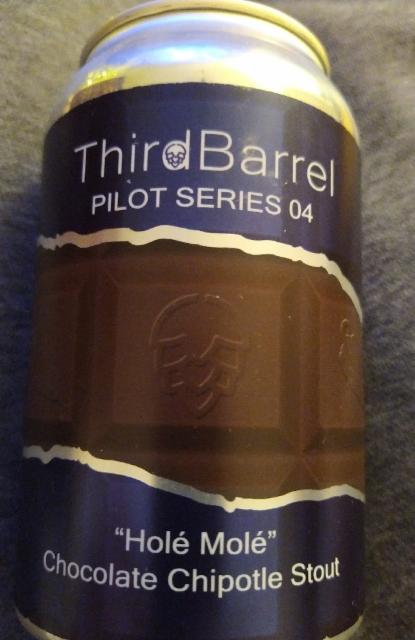 ThirdBarrel
PILOT SERIES 04
“Holé Molé”
Chocolate Chipotle Stout